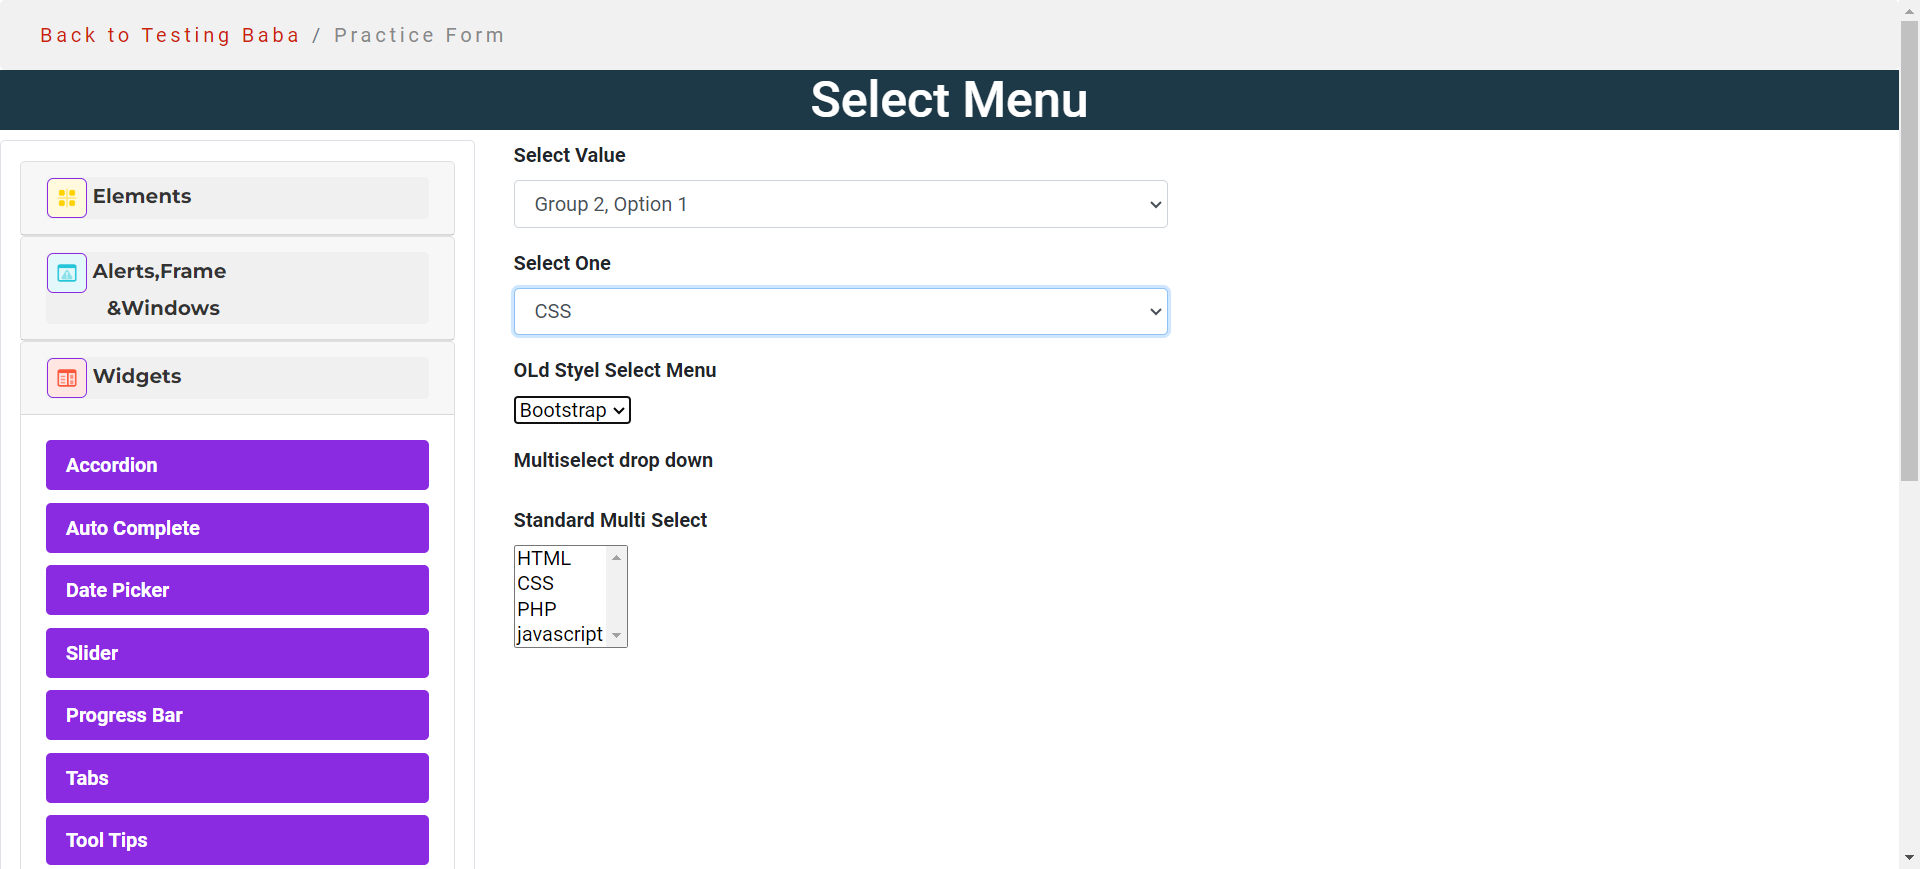 Back to Testing Baba / Practice Form
Select Menu
Elements
Alerts,Frame
&Windows
Widgets
Accordion
Auto Complete
Date Picker
Slider
Progress Bar
Tabs
Tool Tips
Select Value
Group 2, Option 1
Select One
CSS
OLd Styel Select Menu
Bootstrap
Multiselect drop down
Standard Multi Select
HTML
CSS
PHP
javascript